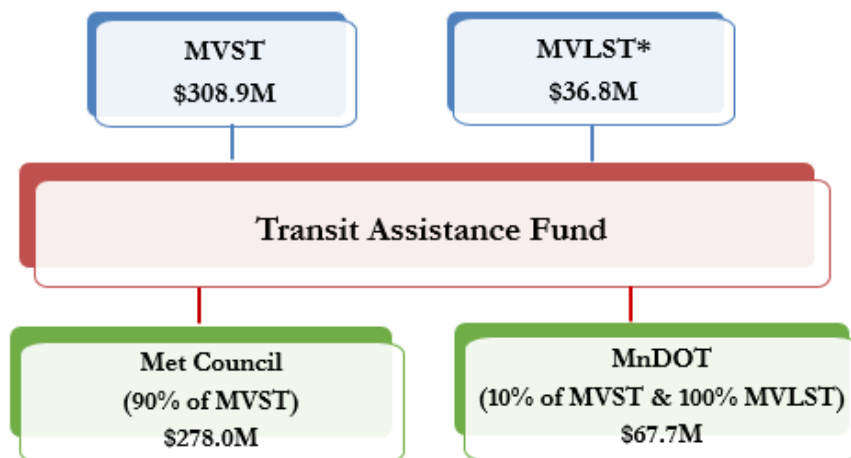 MVST
$308.9M
MVLST*
$36.8M
Transit Assistance Fund
Met Council
(90% of MVST)
$278.0M
MnDOT
(10% of MVST & 100% MVLST)
$67.7M